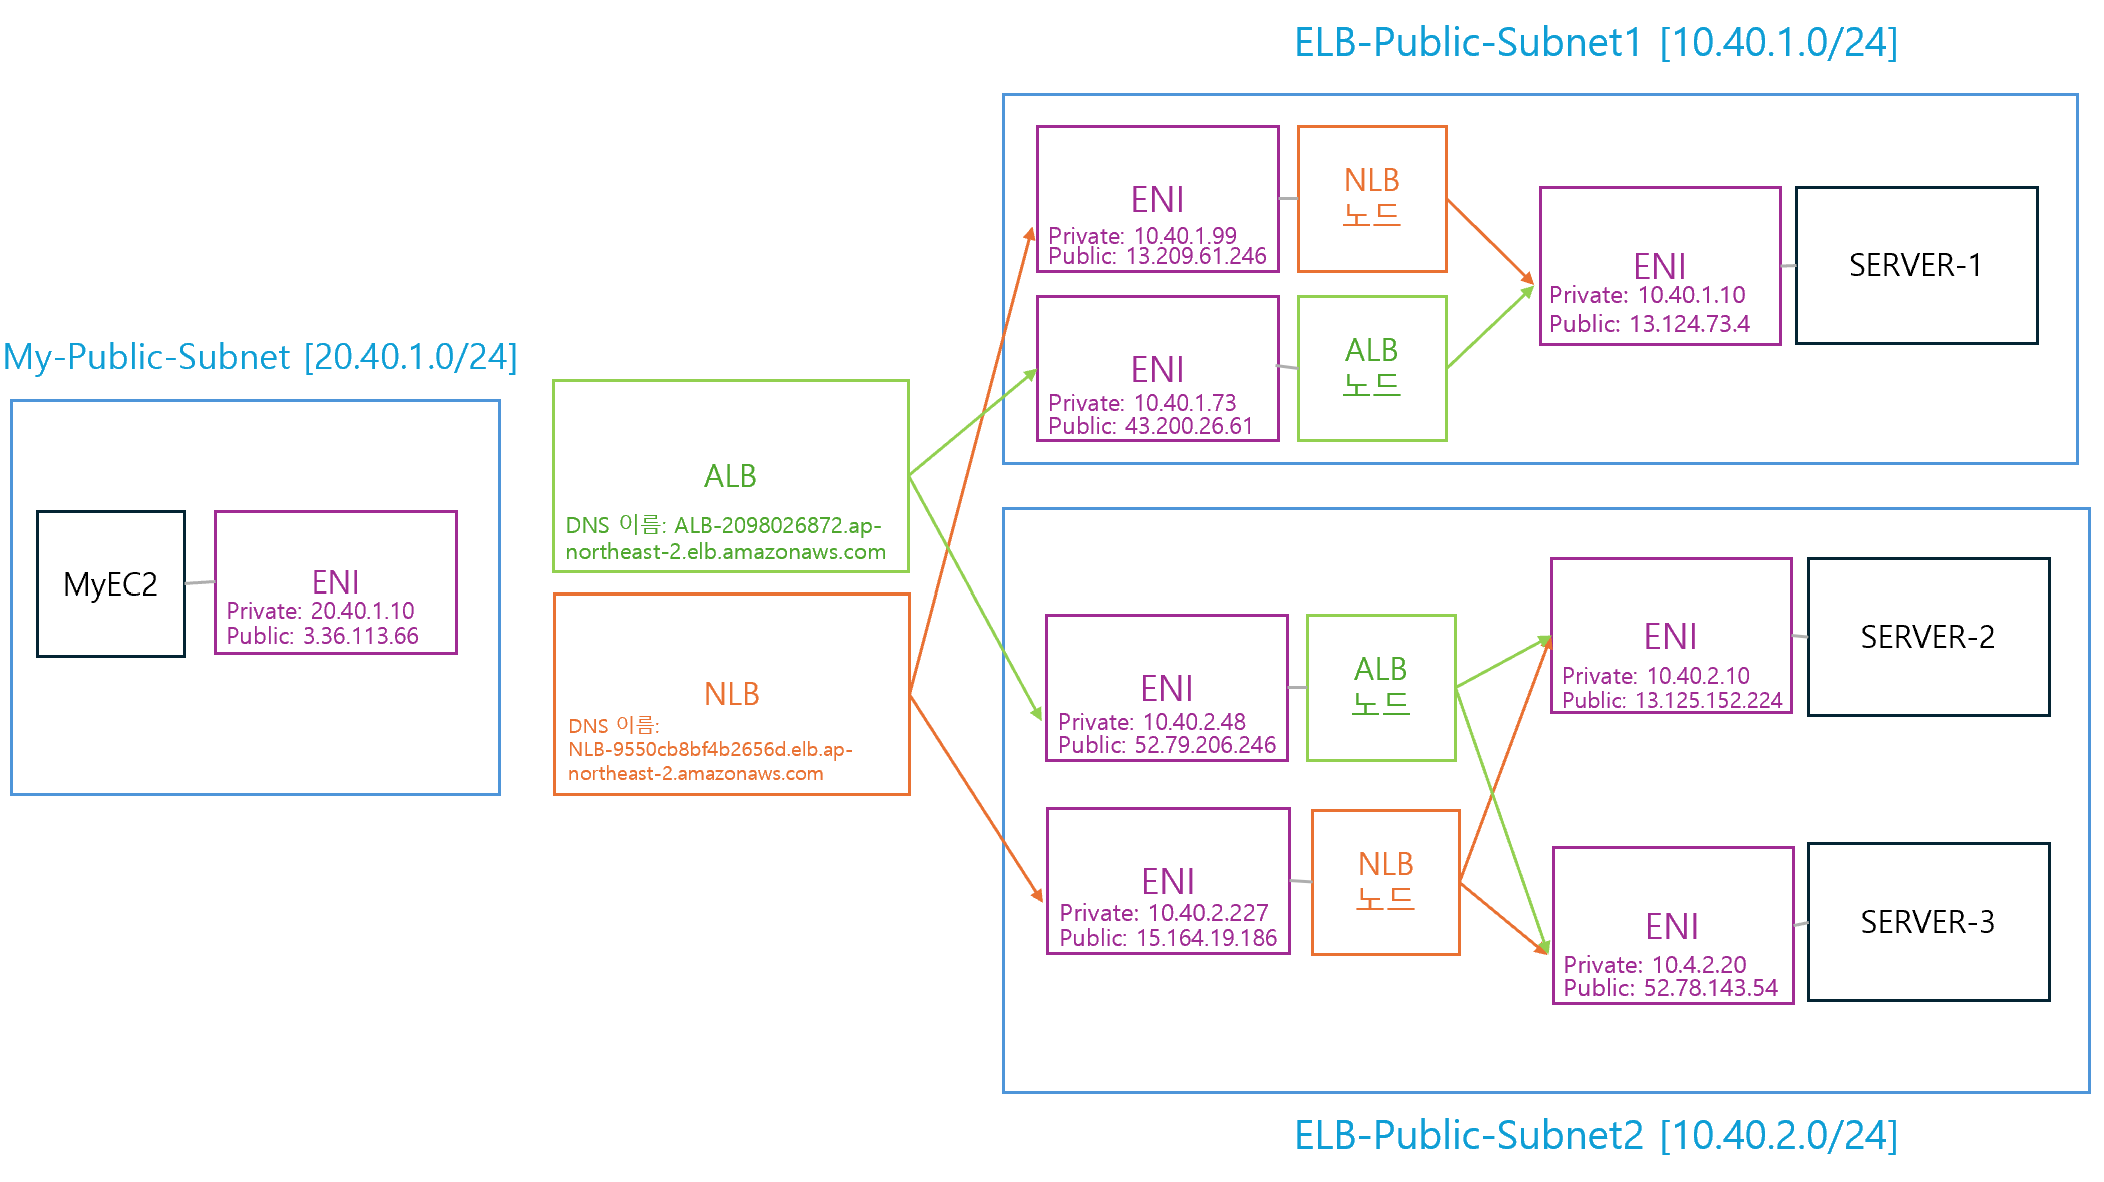 ELB-Public-Subnet1 [10.40.1.0/24]
ENI
Private: 10.40.1.99
Public: 13.209.61.246
NLB
노드
ENI
Private: 10.40.1.73
Public: 43.200.26.61
ALB
노드
ENI
Private: 10.40.1.10
Public: 13.124.73.4
SERVER-1
My-Public-Subnet [20.40.1.0/24]
MyEC2
ENI
Private: 20.40.1.10
Public: 3.36.113.66
ALB
DNS 이름: ALB-2098026872.ap-
northeast-2.elb.amazonaws.com
NLB
DNS 이름:
NLB-9550cb8bf4b2656d.elb.ap-
northeast-2.amazonaws.com
ENI
Private: 10.40.2.48
Public: 52.79.206.246
ALB
노드
ENI
Private: 10.40.2.227
Public: 15.164.19.186
NLB
노드
ENI
Private: 10.40.2.10
Public: 13.125.152.224
SERVER-2
ENI
Private: 10.4.2.20
Public: 52.78.143.54
SERVER-3
ELB-Public-Subnet2 [10.40.2.0/24]